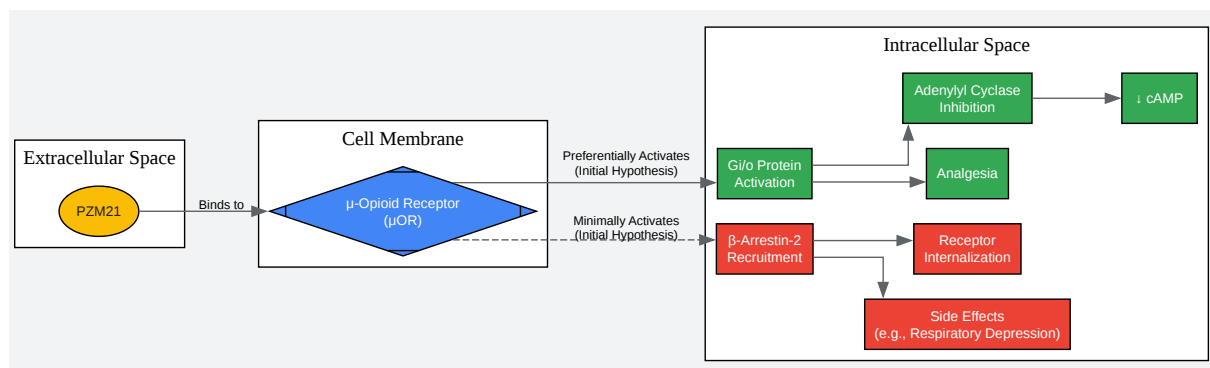 Extracellular Space
PZM21
Binds to
Cell Membrane
μ-Opioid Receptor
(μOR)
Preferentially Activates
(Initial Hypothesis)
Minimally Activates
(Initial Hypothesis)
Intracellular Space
Adenylyl Cyclase
Inhibition
↓ cAMP
Gi/o Protein
Activation
Analgesia
β-Arrestin-2
Recruitment
Receptor
Internalization
Side Effects
(e.g., Respiratory Depression)